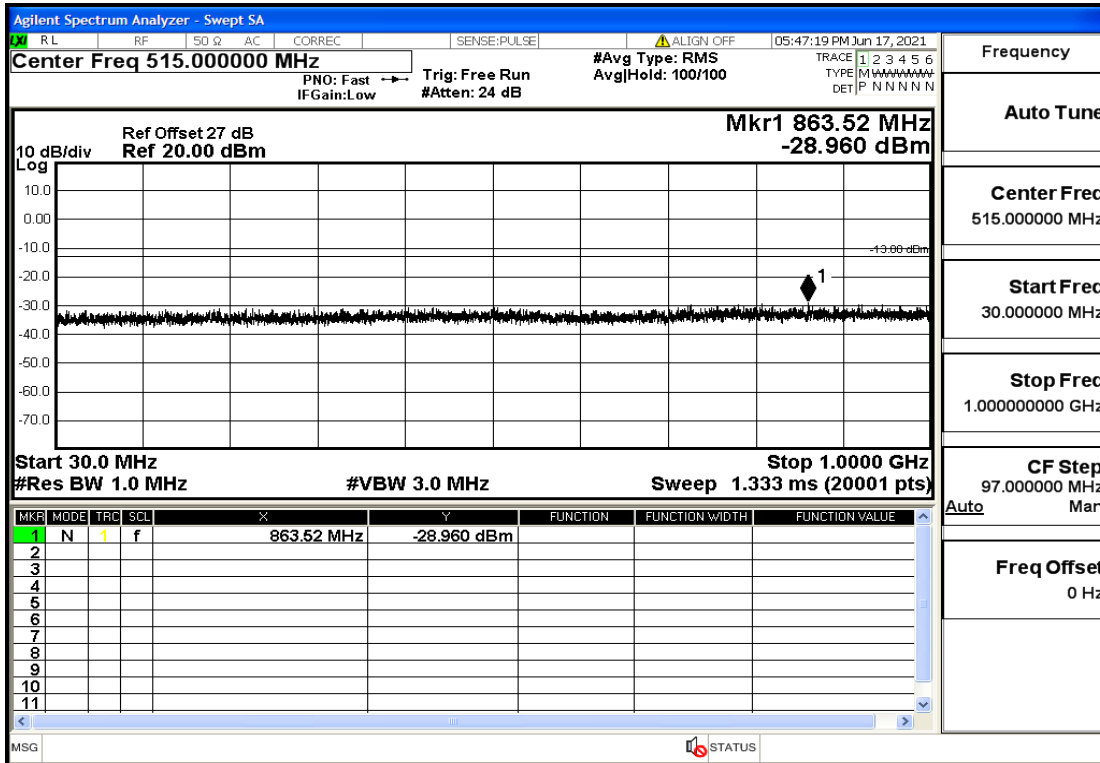 Agilent Spectrum Analyzer - Swept SA
LXI RL RF 50 Ω AC CORREC SENSE:PULSE ALIGN OFF 05:47:19 PM Jun 17, 2021
Center Freq 515.000000 MHz
PNO: Fast
IFGain:Low
Trig: Free Run
#Atten: 24 dB
#Avg Type: RMS
Avg|Hold: 100/100
TRACE 1 2 3 4 5 6
TYPE M W W W W W
DET P N N N N N
Ref Offset 27 dB
10 dB/div Ref 20.00 dBm
Log
Mkr1 863.52 MHz
-28.960 dBm
10.0
0.00
-10.0
-13.00 dBm
-20.0
1
-30.0
-40.0
-50.0
-60.0
-70.0
Start 30.0 MHz Stop 1.0000 GHz
#Res BW 1.0 MHz #VBW 3.0 MHz Sweep 1.333 ms (20001 pts)
MKR MODE TRC SCL X Y FUNCTION FUNCTION WIDTH FUNCTION VALUE
1 N 1 f 863.52 MHz -28.960 dBm
2
3
4
5
6
7
8
9
10
11
MSG STATUS
Frequency
Auto Tune
Center Freq
515.000000 MHz
Start Freq
30.000000 MHz
Stop Freq
1.000000000 GHz
CF Step
97.000000 MHz
Auto Man
Freq Offset
0 Hz